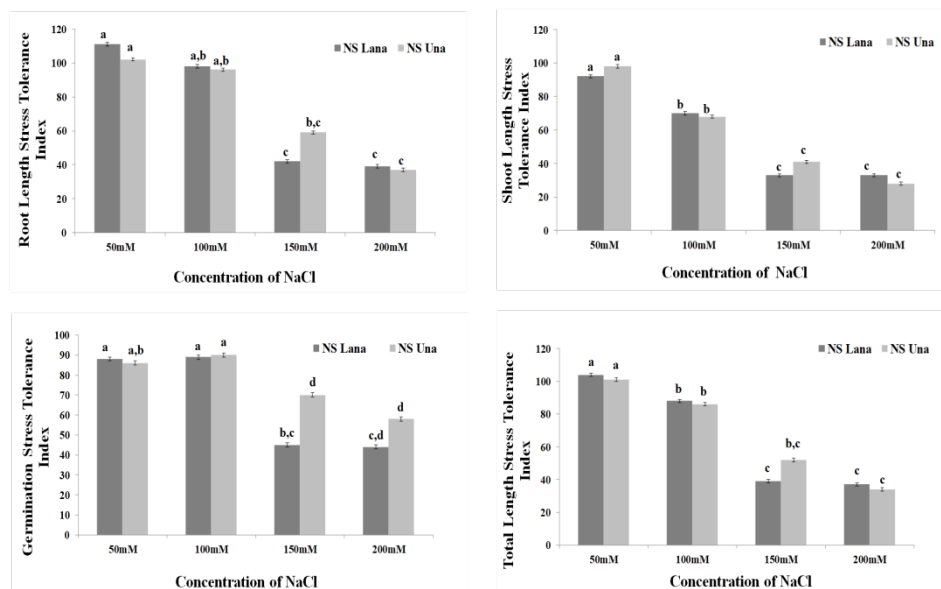 Root Length Stress Tolerance
Index
120
100
80
60
40
20
0
NS Lana
NS Una
a
a
a,b
a,b
c
b,c
c
c
50mM
100mM
150mM
200mM
Concentration of NaCl
Shoot Length Stress
Tolerance Index
120
100
80
60
40
20
0
NS Lana
NS Una
a
a
b
b
c
c
c
c
50mM
100mM
150mM
200mM
Concentration of NaCl
Germination Stress Tolerance
Index
100
90
80
70
60
50
40
30
20
10
0
NS Lana
NS Una
a
a,b
a
a
b,c
d
c,d
d
50mM
100mM
150mM
200mM
Concentration of NaCl
Total Length Stress Tolerance
Index
120
100
80
60
40
20
0
NS Lana
NS Una
a
a
b
b
c
b,c
c
c
50mM
100mM
150mM
200mM
Concentration of NaCl